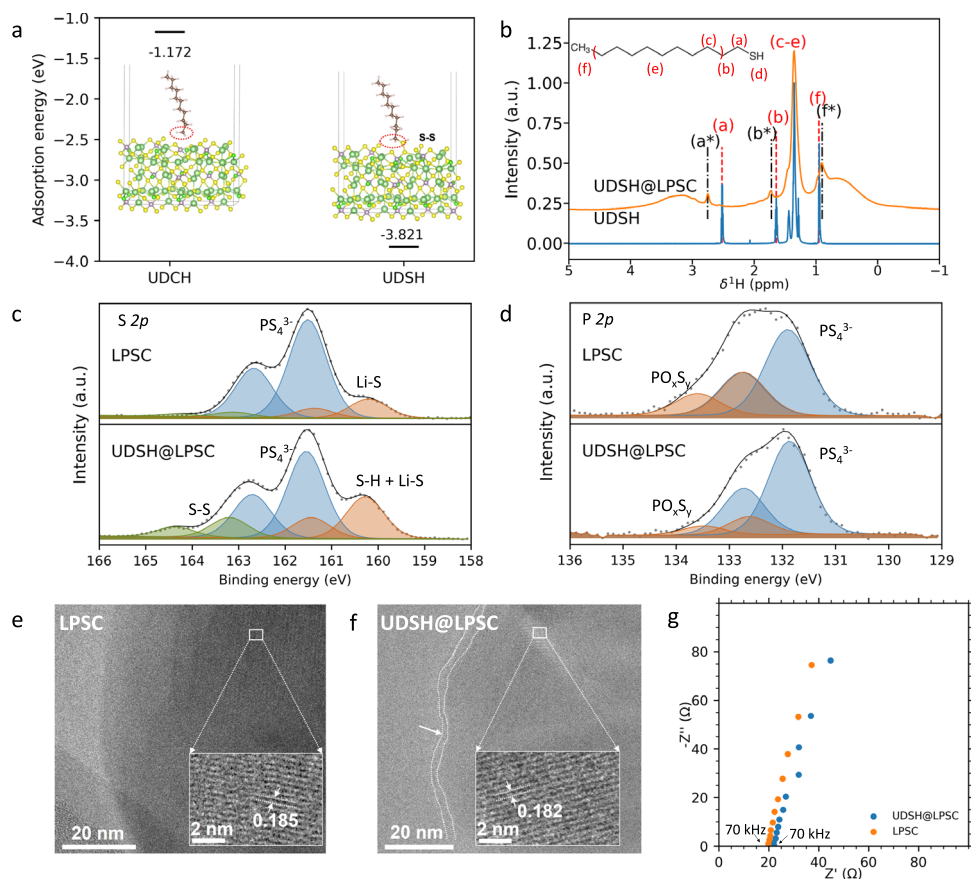 a
−1.0
−1.5
−2.0
−2.5
−3.0
−3.5
−4.0
Adsorption energy (eV)
-1.172
S-S
-3.821
UDCH
UDSH
b
1.25
1.00
0.75
0.50
0.25
0.00
Intensity (a.u.)
CH₃
SH
(c)
(a)
(f)
(e)
(b)
(d)
(c-e)
(a)
(b)
(f)
(a*)
(b*)
(f*)
UDSH@LPSC
UDSH
5
4
3
2
1
0
−1
δ¹H (ppm)
c
S 2p
LPSC
PS₄³⁻
Li-S
UDSH@LPSC
PS₄³⁻
S-S
S-H + Li-S
Intensity (a.u.)
166
165
164
163
162
161
160
159
158
Binding energy (eV)
d
P 2p
LPSC
POₓSᵧ
PS₄³⁻
UDSH@LPSC
POₓSᵧ
PS₄³⁻
Intensity (a.u.)
136
135
134
133
132
131
130
129
Binding energy (eV)
e
LPSC
0.185
2 nm
20 nm
f
UDSH@LPSC
0.182
2 nm
20 nm
g
80
60
40
20
0
-Z'' (Ω)
70 kHz
70 kHz
UDSH@LPSC
LPSC
0
20
40
60
80
100
Z' (Ω)